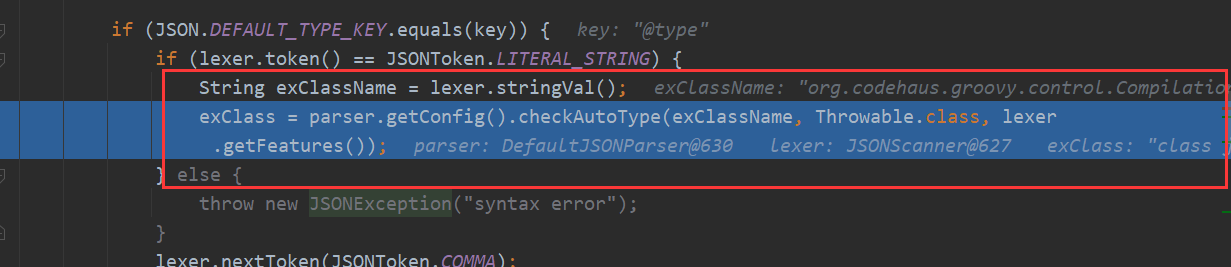 if (JSON.DEFAULT_TYPE_KEY.equals(key)) { key: "@type"
if (lexer.token() == JSONToken.LITERAL_STRING) {
String exClassName = lexer.stringVal(); exClassName: "org.codehaus.groovy.control.Compilation
exClass = parser.getConfig().checkAutoType(exClassName, Throwable.class, lexer
.getFeatures()); parser: DefaultJSONParser@630 lexer: JSONScanner@627 exClass: "class
} else {
throw new JSONException("syntax error");
}
lexer.nextToken(JSONToken.COMMA);